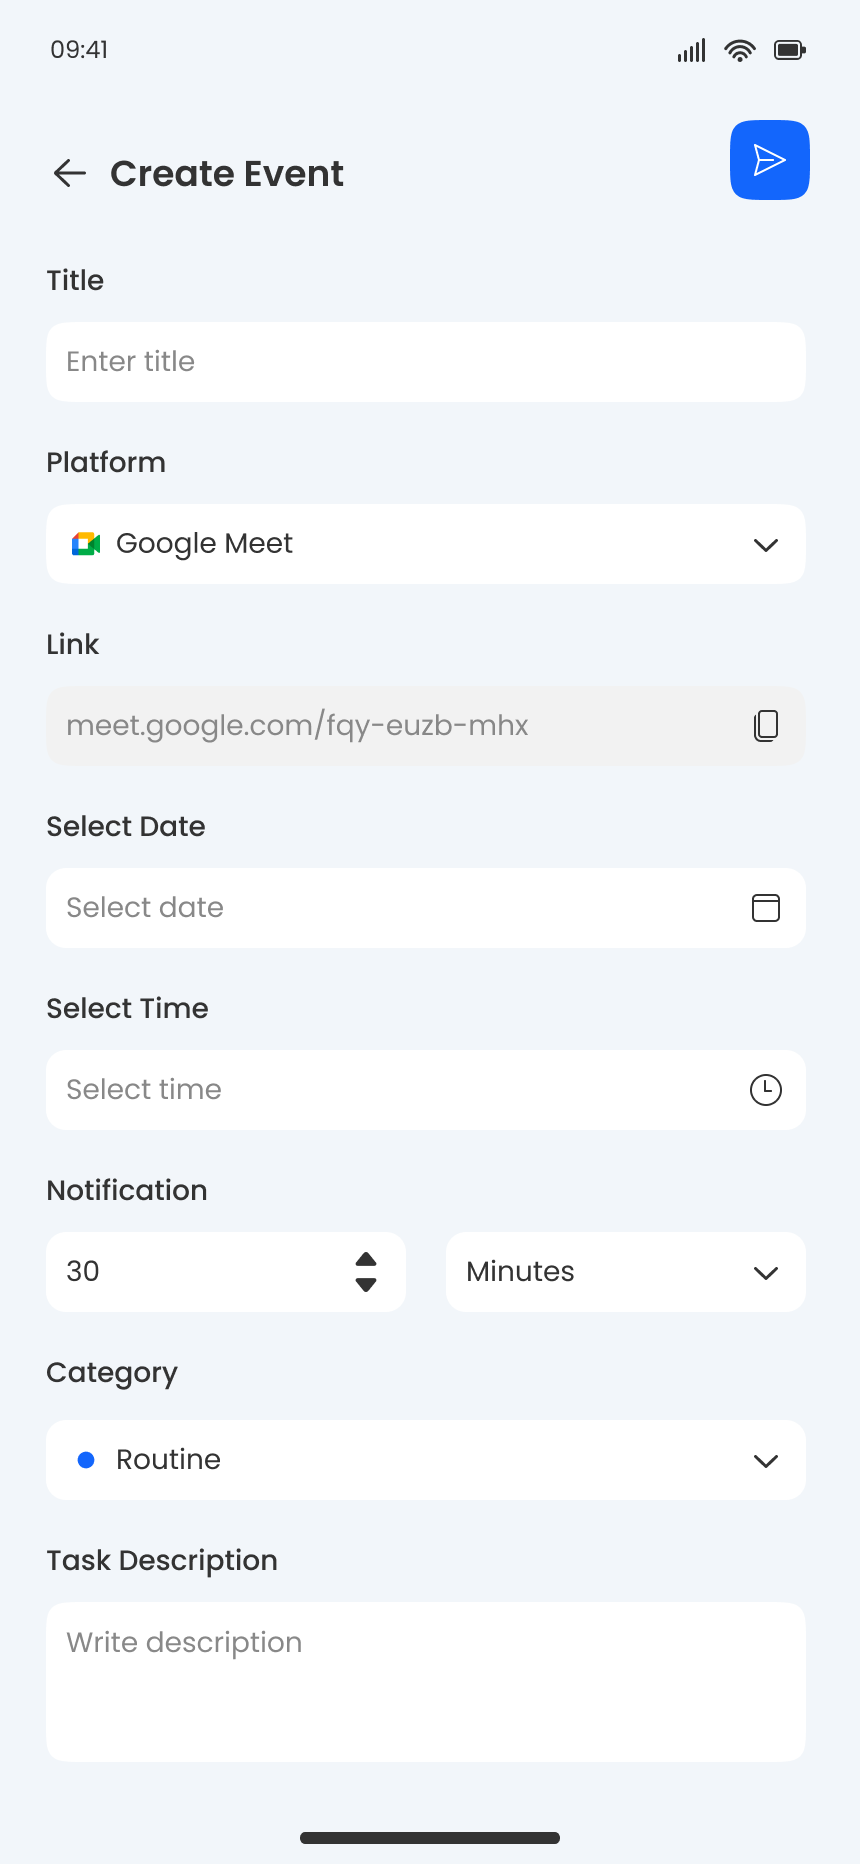 09:41
Create Event
Title
Enter title
Platform
Google Meet
Link
meet.google.com/fqy-euzb-mhx
Select Date
Select date
Select Time
Select time
Notification
30
Minutes
Category
Routine
Task Description
Write description